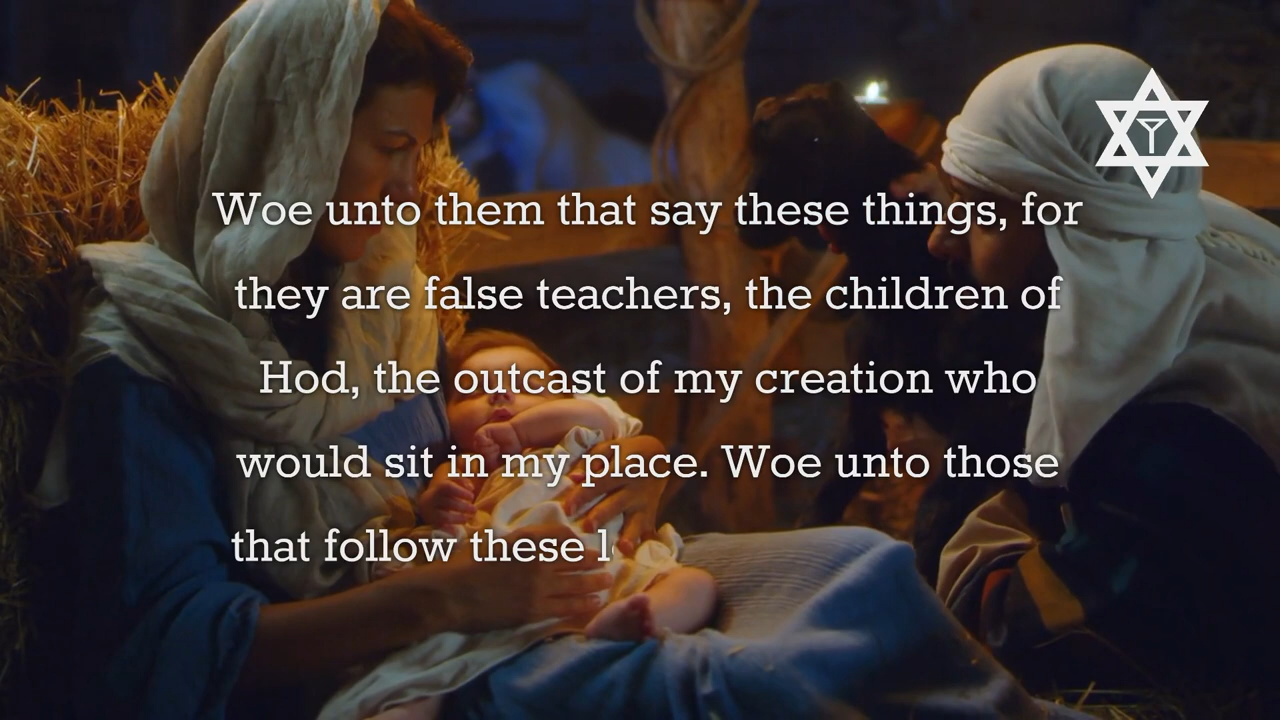 Woe unto them that say these things, for
they are false teachers, the children of
Hod, the outcast of my creation who
would sit in my place. Woe unto those
that follow these